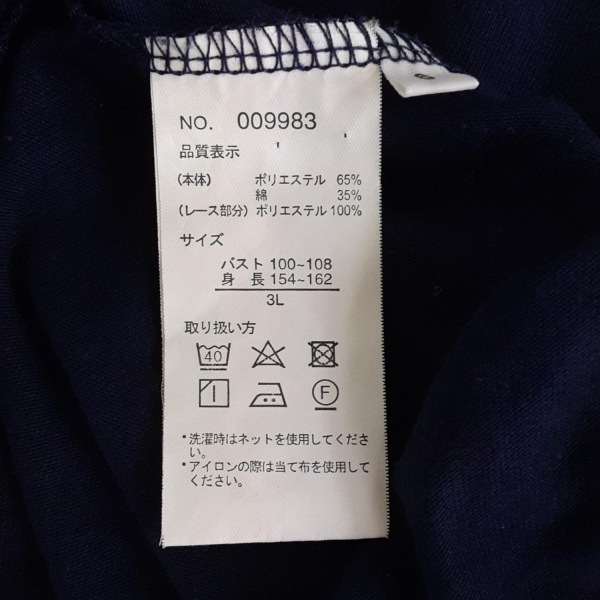 NO. 009983
品質表示
(本体) ポリエステル 65%
綿 35%
(レース部分) ポリエステル 100%
サイズ
バスト 100~108
身 長 154~162
3L
取り扱い方
40
F
*洗濯時はネットを使用してくださ
い。
*アイロンの際は当て布を使用して
ください。